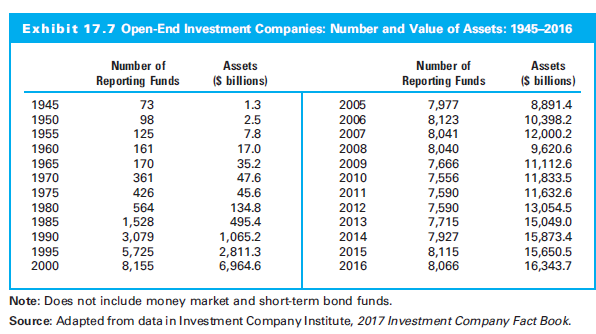 Exhibit 17.7 Open-End Investment Companies: Number and Value of Assets: 1945–2016
Number of Reporting Funds Assets ($ billions) Number of Reporting Funds Assets ($ billions)
1945 73 1.3 2005 7,977 8,891.4
1950 98 2.5 2006 8,123 10,398.2
1955 125 7.8 2007 8,041 12,000.2
1960 161 17.0 2008 8,040 9,620.6
1965 170 35.2 2009 7,666 11,112.6
1970 361 47.6 2010 7,556 11,833.5
1975 426 45.6 2011 7,590 11,632.6
1980 564 134.8 2012 7,590 13,054.5
1985 1,528 495.4 2013 7,715 15,049.0
1990 3,079 1,065.2 2014 7,927 15,873.4
1995 5,725 2,811.3 2015 8,115 15,650.5
2000 8,155 6,964.6 2016 8,066 16,343.7
Note: Does not include money market and short-term bond funds.
Source: Adapted from data in Investment Company Institute, 2017 Investment Company Fact Book.